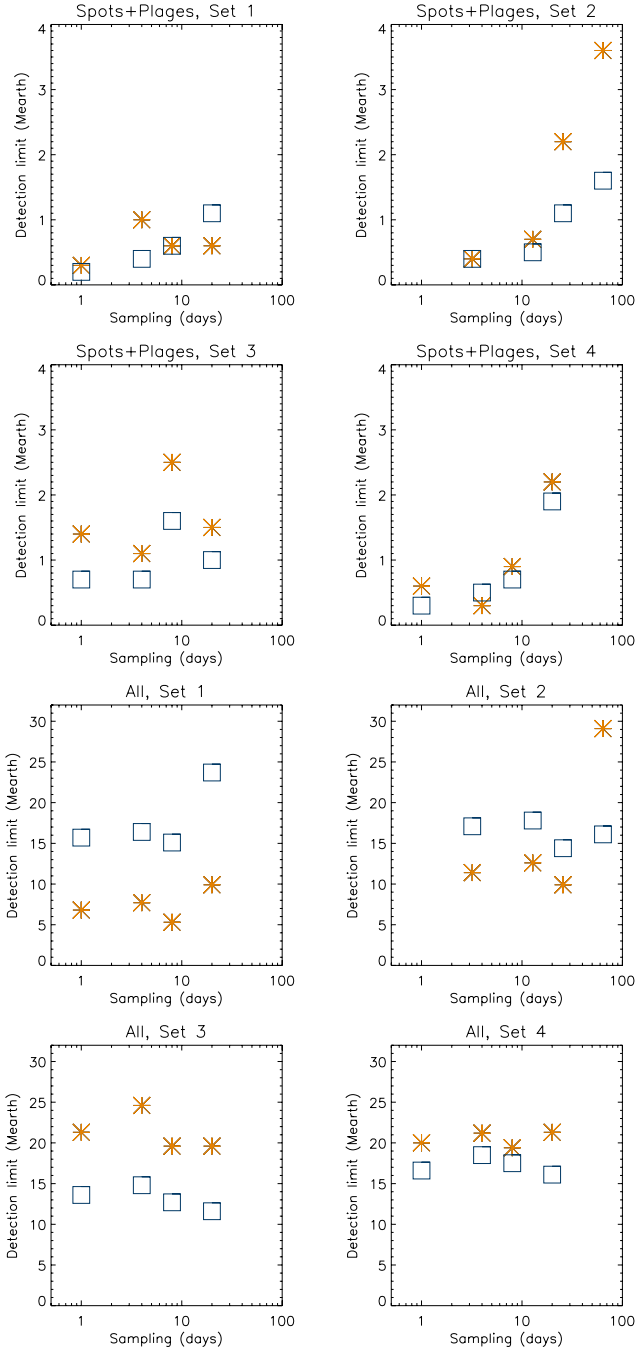 Spots+Plages, Set 1
Detection limit (Mearth)
4
3
2
1
0
1 10 100
Sampling (days)
Spots+Plages, Set 2
Detection limit (Mearth)
4
3
2
1
0
1 10 100
Sampling (days)
Spots+Plages, Set 3
Detection limit (Mearth)
4
3
2
1
0
1 10 100
Sampling (days)
Spots+Plages, Set 4
Detection limit (Mearth)
4
3
2
1
0
1 10 100
Sampling (days)
All, Set 1
Detection limit (Mearth)
30
25
20
15
10
5
0
1 10 100
Sampling (days)
All, Set 2
Detection limit (Mearth)
30
25
20
15
10
5
0
1 10 100
Sampling (days)
All, Set 3
Detection limit (Mearth)
30
25
20
15
10
5
0
1 10 100
Sampling (days)
All, Set 4
Detection limit (Mearth)
30
25
20
15
10
5
0
1 10 100
Sampling (days)